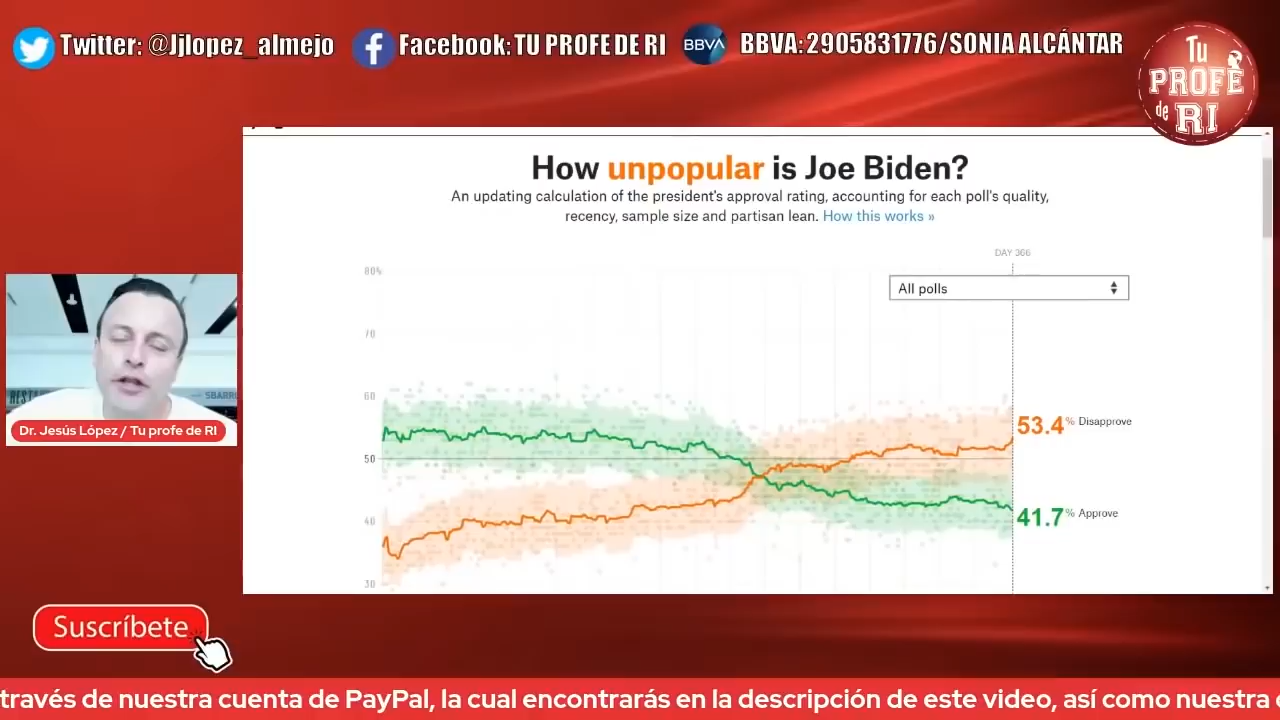 Twitter: @Jjlopez_almejo
Facebook: TU PROFE DE RI
BBVA
BBVA: 2905831776/SONIA ALCÁNTAR
Tu
PROFE
de RI
How unpopular is Joe Biden?
An updating calculation of the president's approval rating, accounting for each poll's quality,
recency, sample size and partisan lean. How this works »
DAY 366
All polls
80%
70
60
50
40
30
53.4% Disapprove
41.7% Approve
SBARRO
Dr. Jesús López / Tu profe de RI
Suscríbete
través de nuestra cuenta de PayPal, la cual encontrarás en la descripción de este video, así como nuestra